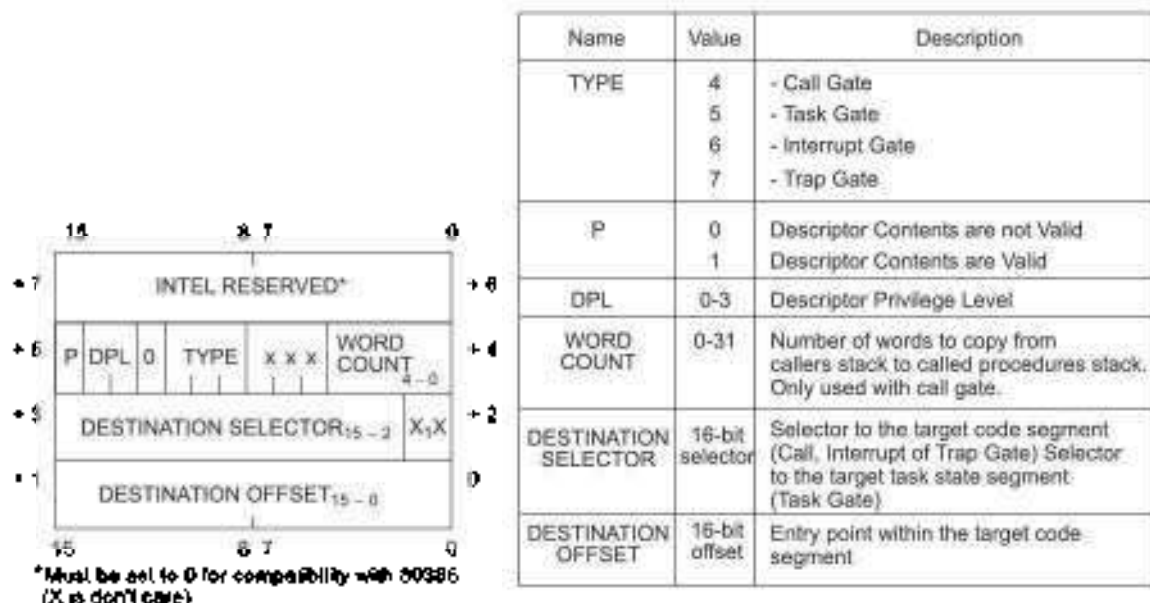 15 8 7 0
+ 7 INTEL RESERVED* + 6
+ 5 P DPL 0 TYPE x x x WORD COUNT 4 – 0 + 4
+ 3 DESTINATION SELECTOR15 – 2 X1X + 2
+ 1 DESTINATION OFFSET15 – 0 0
15 8 7 0
*Must be set to 0 for compatibility with 80386
(X is don't care)
Name Value Description
TYPE 4 - Call Gate
5 - Task Gate
6 - Interrupt Gate
7 - Trap Gate
P 0 Descriptor Contents are not Valid
1 Descriptor Contents are Valid
DPL 0-3 Descriptor Privilege Level
WORD 0-31 Number of words to copy from
COUNT callers stack to called procedures stack.
Only used with call gate.
DESTINATION 16-bit Selector to the target code segment
SELECTOR selector (Call, Interrupt of Trap Gate) Selector
to the target task state segment
(Task Gate)
DESTINATION 16-bit Entry point within the target code
OFFSET offset segment